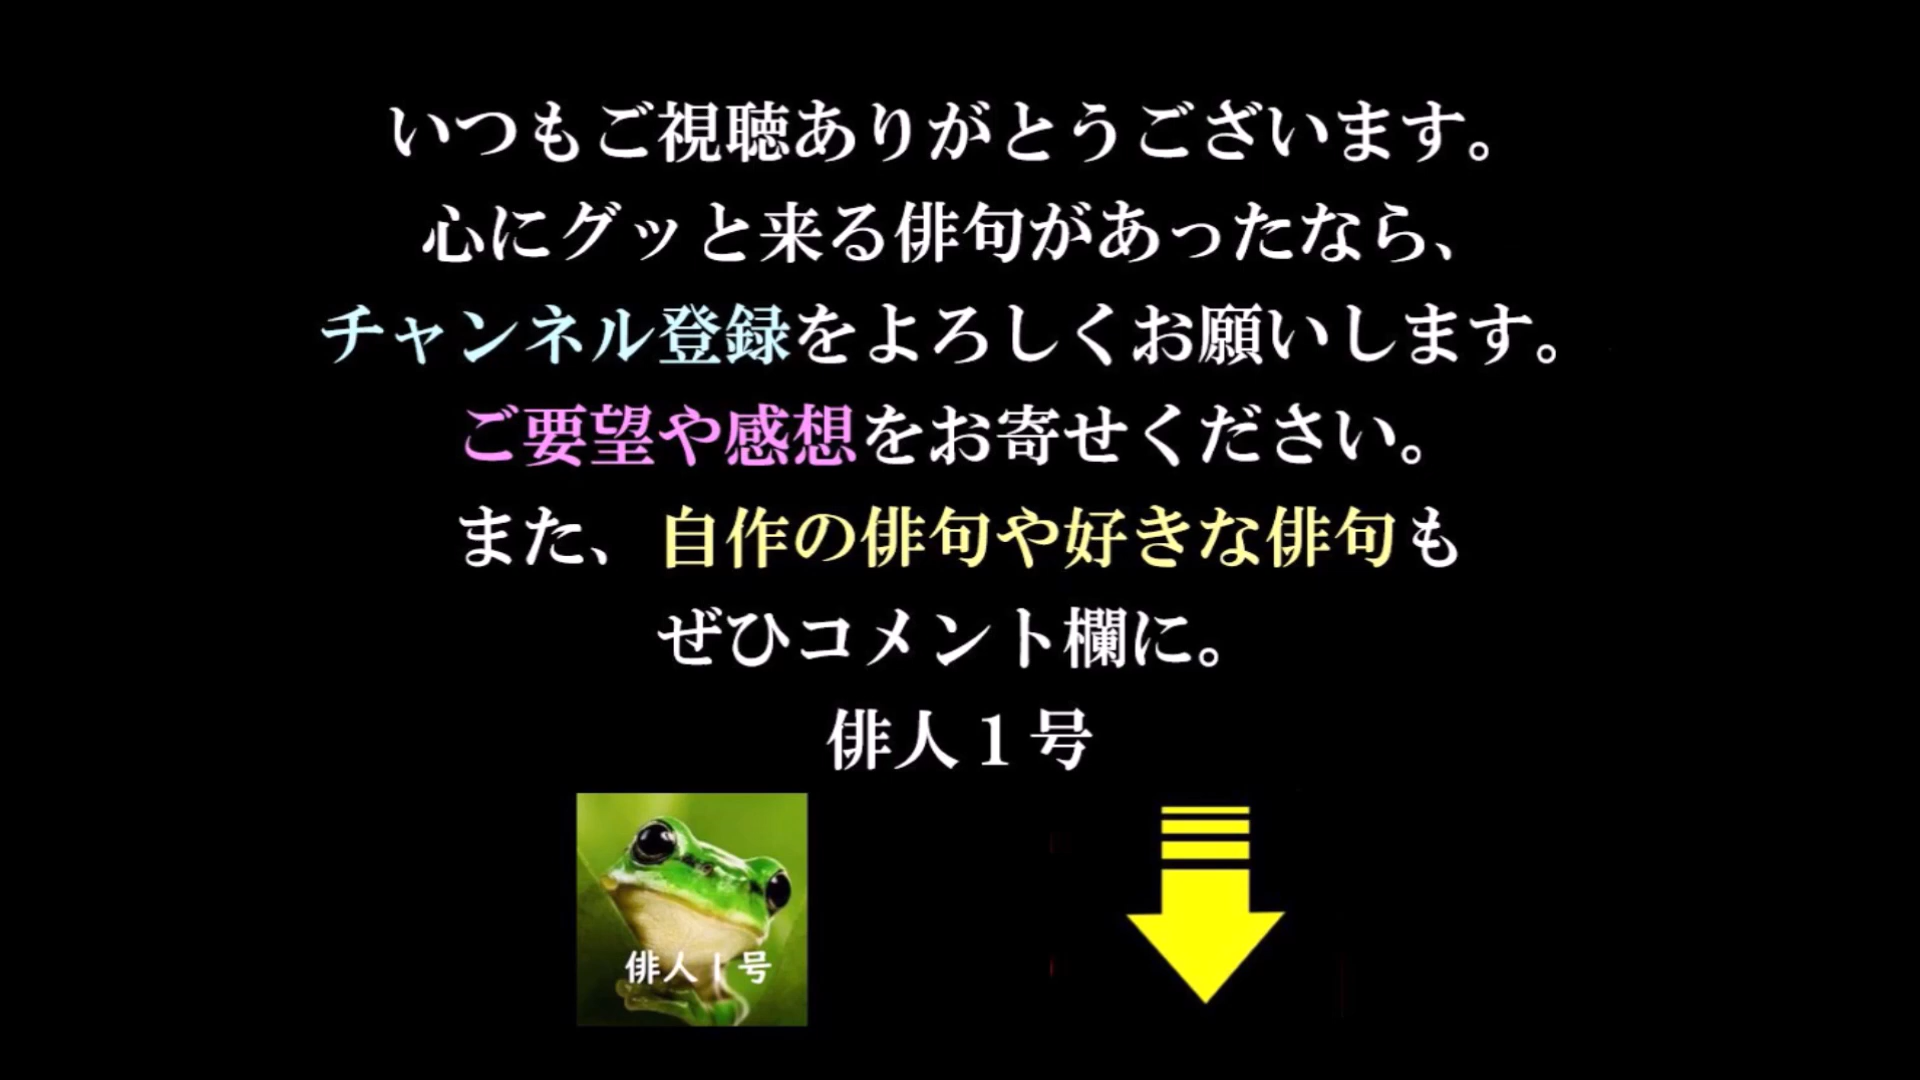 いつもご視聴ありがとうございます。
心にグッと来る俳句があったなら、
チャンネル登録をよろしくお願いします。
ご要望や感想をお寄せください。
また、自作の俳句や好きな俳句も
ぜひコメント欄に。
俳人１号
俳人１号